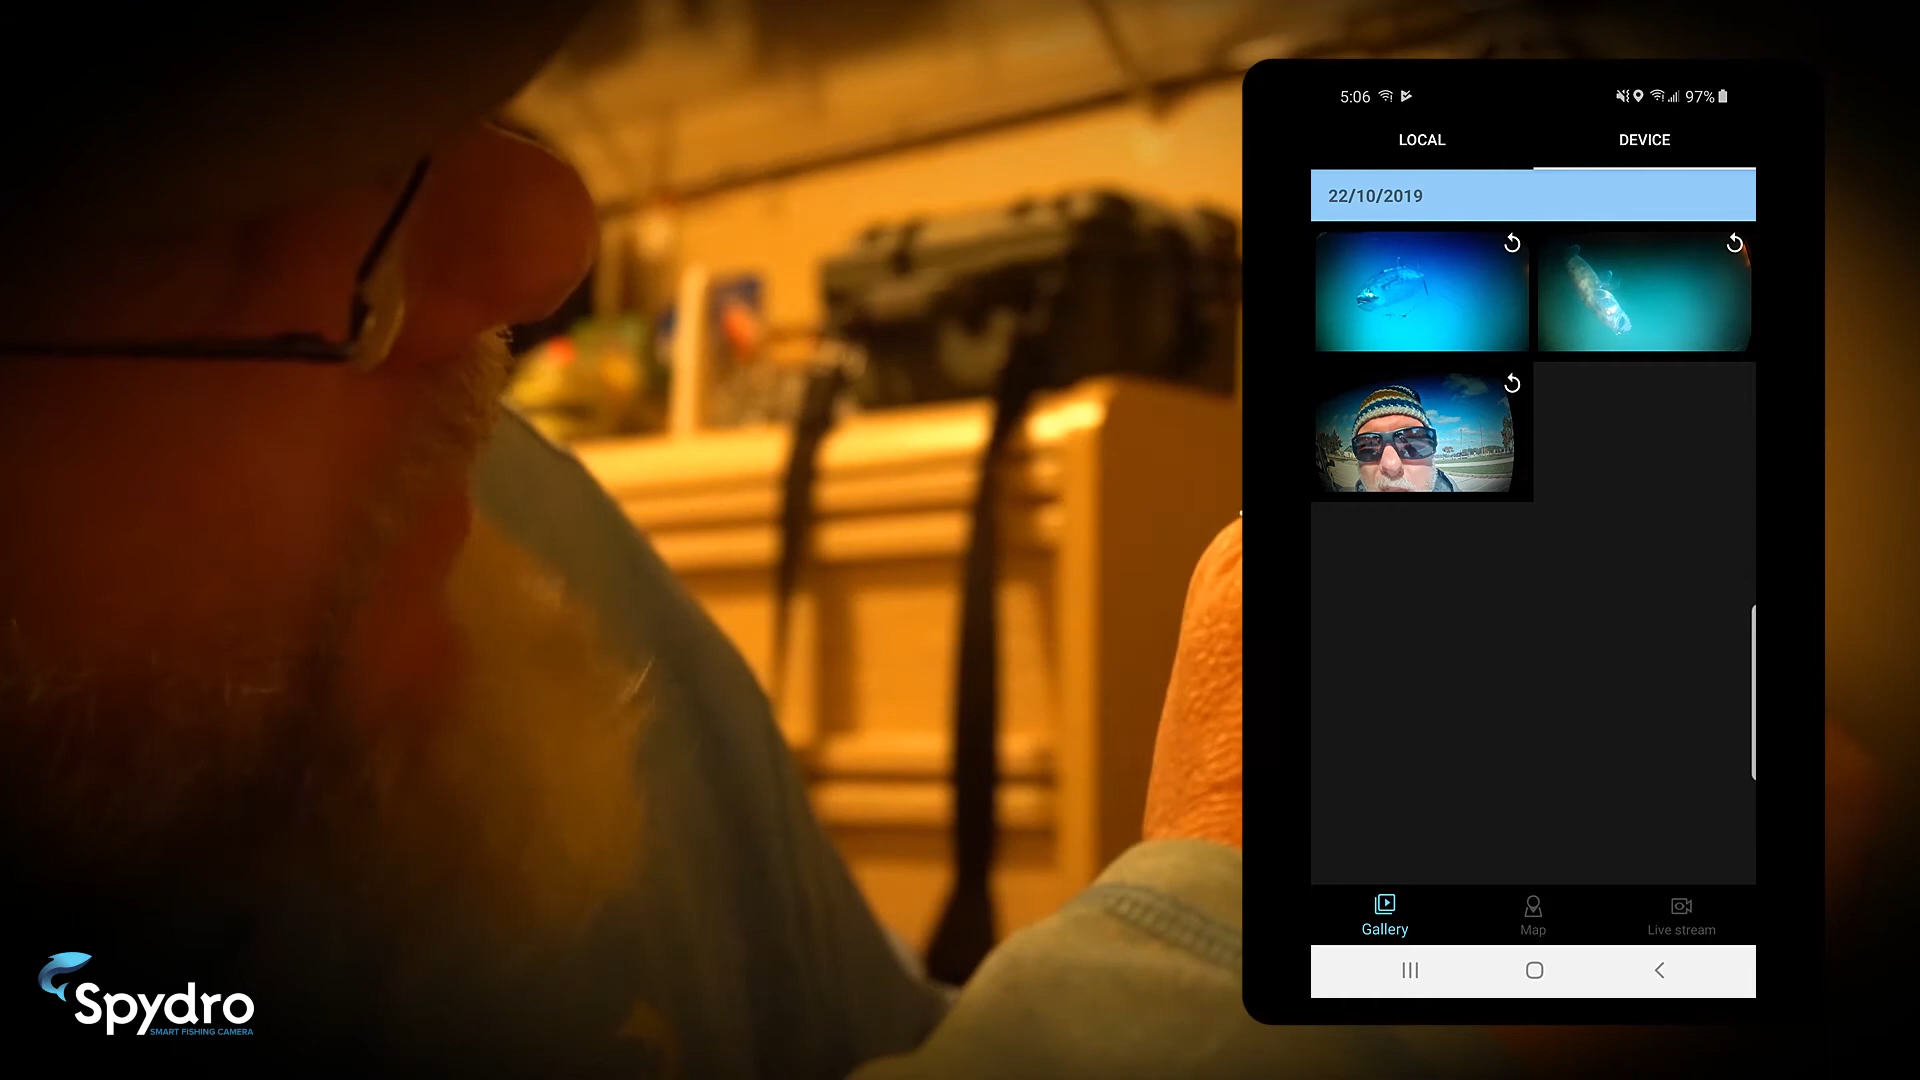 5:06 97%
LOCAL DEVICE
22/10/2019
Gallery Map Live stream
Spydro
SMART FISHING CAMERA